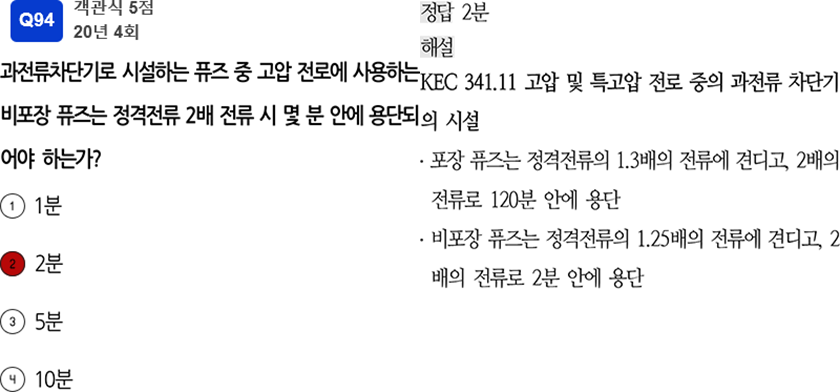 Q94
객관식 5점
20년 4회
과전류차단기로 시설하는 퓨즈 중 고압 전로에 사용하는
비포장 퓨즈는 정격전류 2배 전류 시 몇 분 안에 용단되
어야 하는가?
1 1분
2 2분
3 5분
4 10분
정답 2분
해설
KEC 341.11 고압 및 특고압 전로 중의 과전류 차단기
의 시설
· 포장 퓨즈는 정격전류의 1.3배의 전류에 견디고, 2배의
전류로 120분 안에 용단
· 비포장 퓨즈는 정격전류의 1.25배의 전류에 견디고, 2
배의 전류로 2분 안에 용단